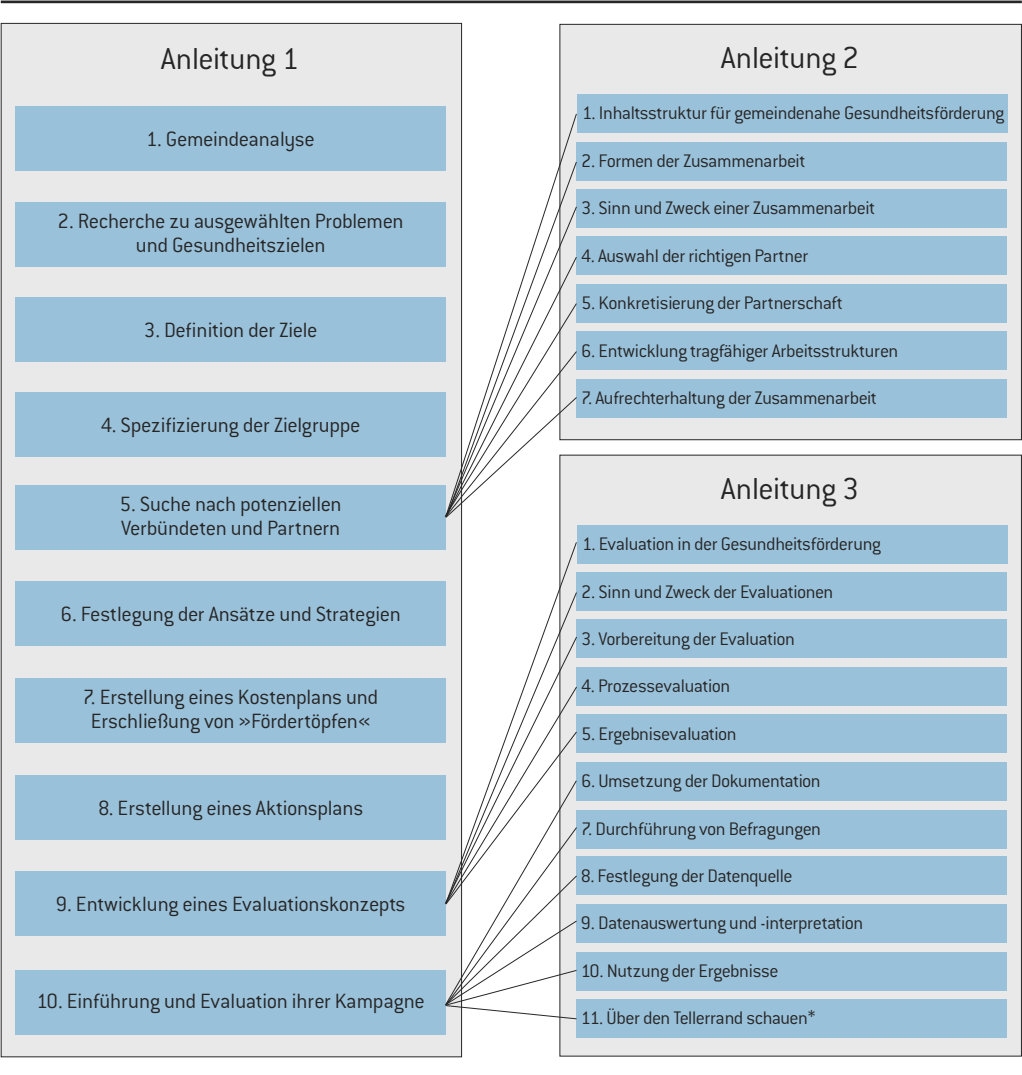 Anleitung 1
1. Gemeindeanalyse
2. Recherche zu ausgewählten Problemen
und Gesundheitszielen
3. Definition der Ziele
4. Spezifizierung der Zielgruppe
5. Suche nach potenziellen
Verbündeten und Partnern
6. Festlegung der Ansätze und Strategien
7. Erstellung eines Kostenplans und
Erschließung von »Fördertöpfen«
8. Erstellung eines Aktionsplans
9. Entwicklung eines Evaluationskonzepts
10. Einführung und Evaluation ihrer Kampagne
Anleitung 2
1. Inhaltsstruktur für gemeindenahe Gesundheitsförderung
2. Formen der Zusammenarbeit
3. Sinn und Zweck einer Zusammenarbeit
4. Auswahl der richtigen Partner
5. Konkretisierung der Partnerschaft
6. Entwicklung tragfähiger Arbeitsstrukturen
7. Aufrechterhaltung der Zusammenarbeit
Anleitung 3
1. Evaluation in der Gesundheitsförderung
2. Sinn und Zweck der Evaluationen
3. Vorbereitung der Evaluation
4. Prozessevaluation
5. Ergebnisevaluation
6. Umsetzung der Dokumentation
7. Durchführung von Befragungen
8. Festlegung der Datenquelle
9. Datenauswertung und -interpretation
10. Nutzung der Ergebnisse
11. Über den Tellerrand schauen*